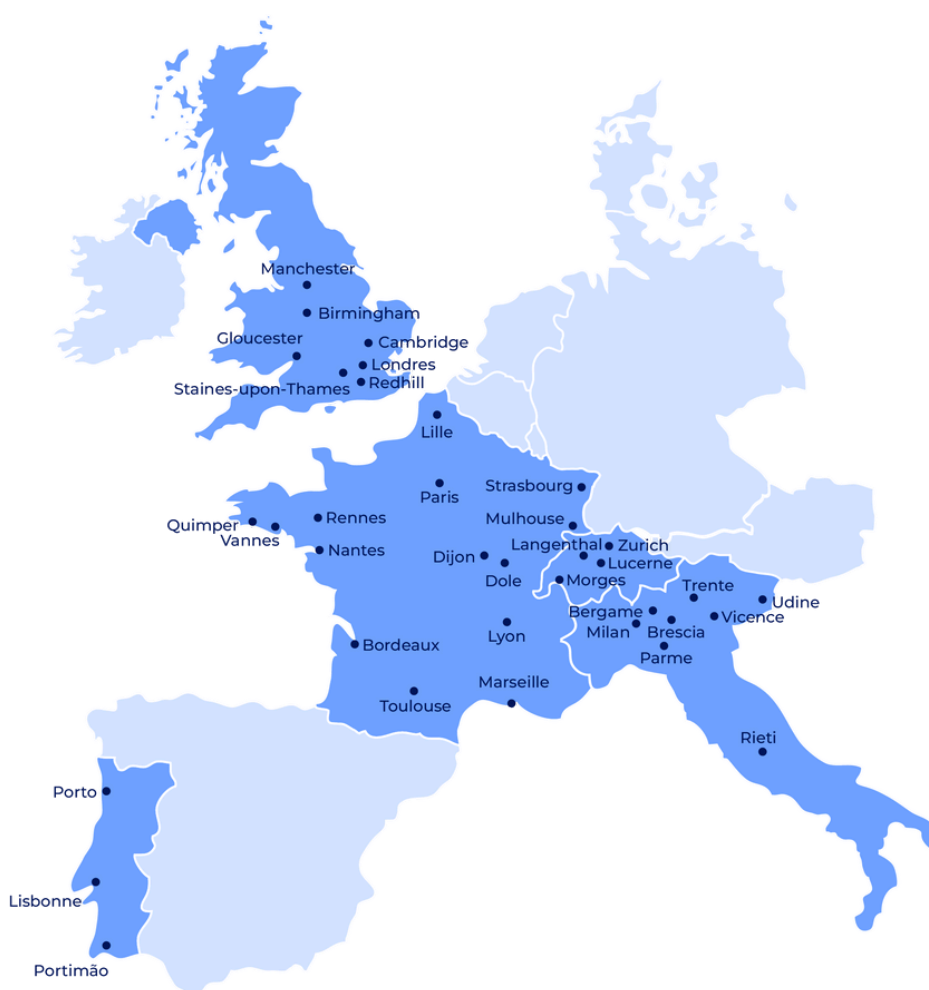 Manchester
Birmingham
Gloucester
Cambridge
Londres
Staines-upon-Thames
Redhill
Lille
Paris
Strasbourg
Quimper
Rennes
Mulhouse
Vannes
Nantes
Langenthal
Zurich
Dijon
Lucerne
Dole
Morges
Trente
Udine
Bergame
Vicence
Milan
Brescia
Lyon
Bordeaux
Parme
Marseille
Toulouse
Rieti
Porto
Lisbonne
Portimão